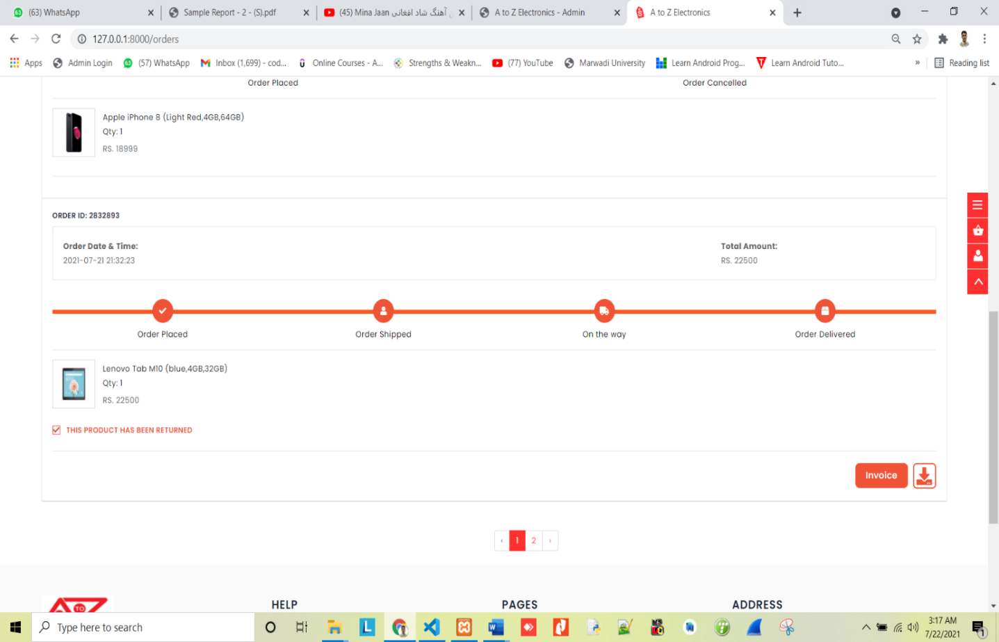 (63) WhatsApp
Sample Report - 2 - (S).pdf
(45) Mina Jaan آهنگ شاد افغانی
A to Z Electronics - Admin
A to Z Electronics
127.0.0.1:8000/orders
Apps
Admin Login
63
(57) WhatsApp
Inbox (1,699) - cod...
Online Courses - A...
Strengths & Weakn...
(77) YouTube
Marwadi University
Learn Android Prog...
Learn Android Tuto...
»
Reading list
Order Placed
Order Cancelled
Apple iPhone 8 (Light Red,4GB,64GB)
Qty: 1
RS. 18999
ORDER ID: 2832893
Order Date & Time:
2021-07-21 21:32:23
Total Amount:
RS. 22500
Order Placed
Order Shipped
On the way
Order Delivered
Lenovo Tab M10 (blue,4GB,32GB)
Qty: 1
RS. 22500
THIS PRODUCT HAS BEEN RETURNED
Invoice
‹ 1 2 ›
TO
HELP
PAGES
ADDRESS
Type here to search
3:17 AM
7/22/2021